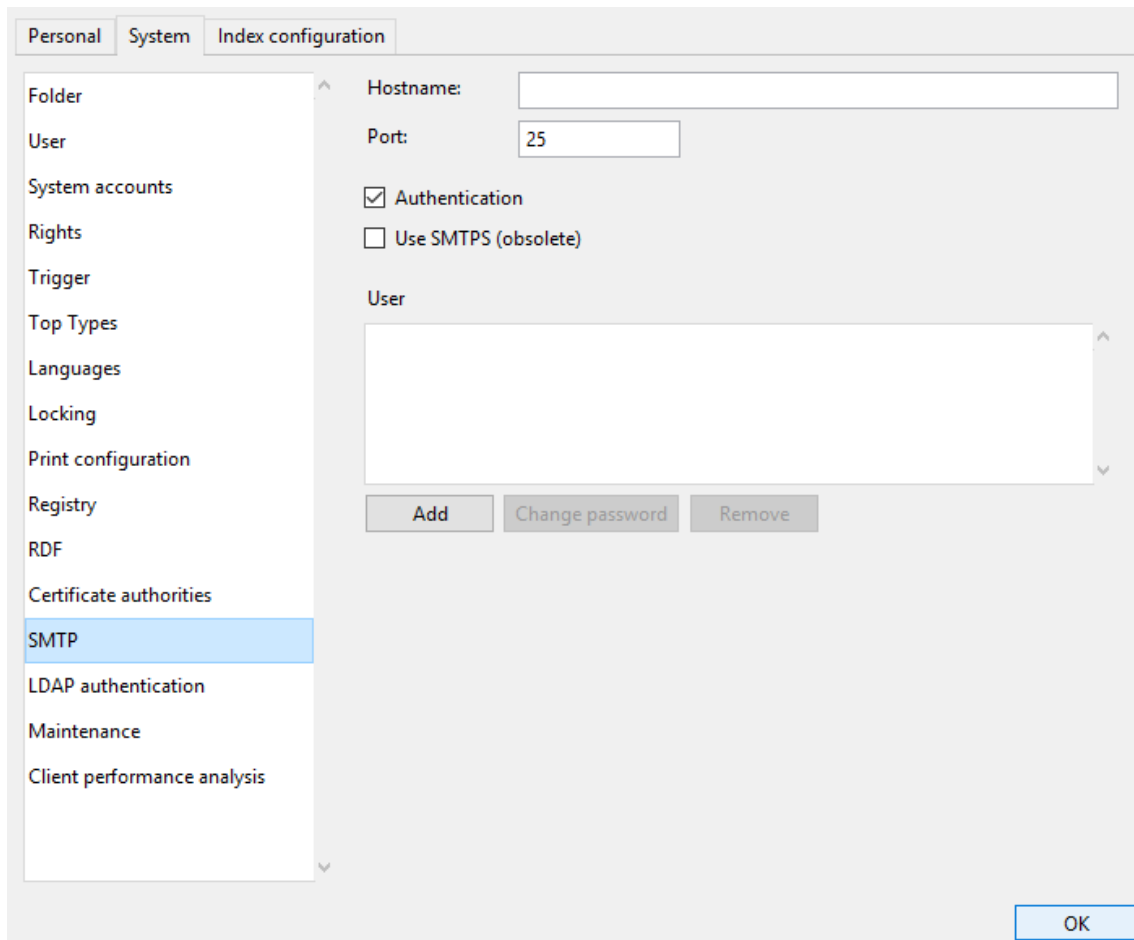 Personal System Index configuration
Folder
User
System accounts
Rights
Trigger
Top Types
Languages
Locking
Print configuration
Registry
RDF
Certificate authorities
SMTP
LDAP authentication
Maintenance
Client performance analysis
Hostname:
Port: 25
Authentication
Use SMTPS (obsolete)
User
Add Change password Remove
OK